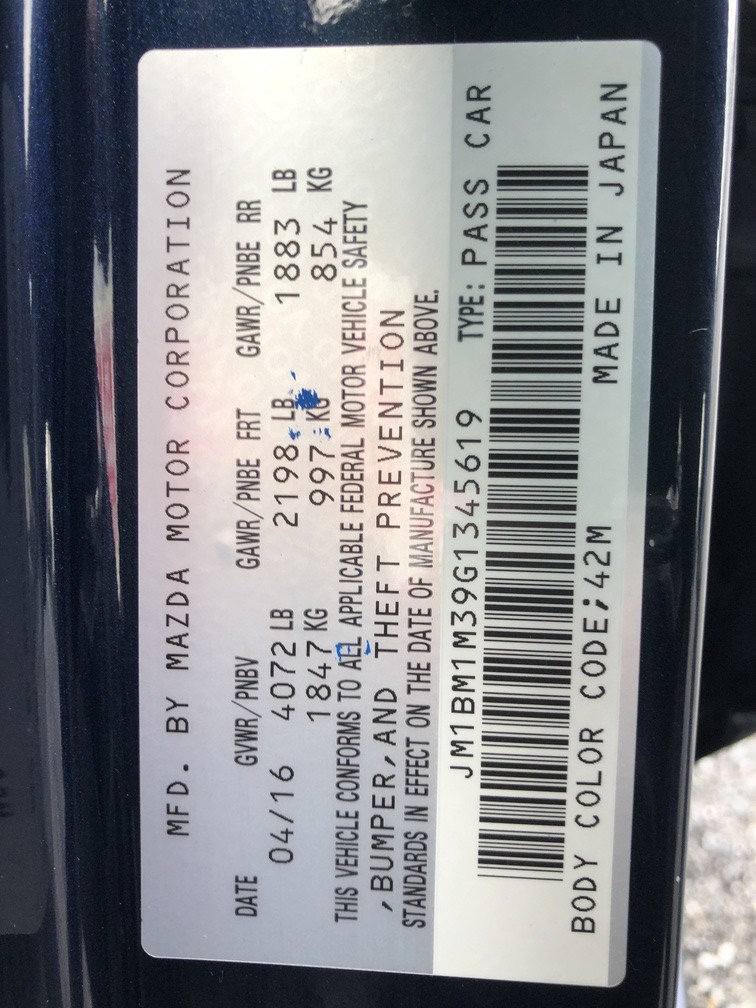 MFD. BY MAZDA MOTOR CORPORATION
DATE GVWR/PNBV GAWR/PNBE FRT GAWR/PNBE RR
04/16 4072 LB 2198 LB 1883 LB
1847 KG 997 KG 854 KG
THIS VEHICLE CONFORMS TO ALL APPLICABLE FEDERAL MOTOR VEHICLE SAFETY
,BUMPER,AND THEFT PREVENTION
STANDARDS IN EFFECT ON THE DATE OF MANUFACTURE SHOWN ABOVE.
JM1BM1M39G1345619 TYPE: PASS CAR
BODY COLOR CODE;42M MADE IN JAPAN